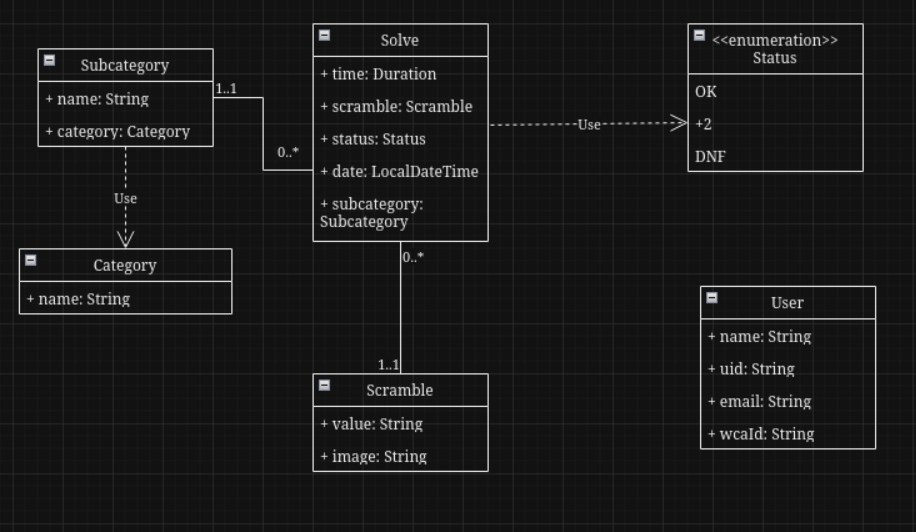 Subcategory
+ name: String
+ category: Category
Use
Category
+ name: String
1..1
0..*
Solve
+ time: Duration
+ scramble: Scramble
+ status: Status
+ date: LocalDateTime
+ subcategory:
Subcategory
0..*
1..1
Scramble
+ value: String
+ image: String
Use
<<enumeration>>
Status
OK
+2
DNF
User
+ name: String
+ uid: String
+ email: String
+ wcaId: String